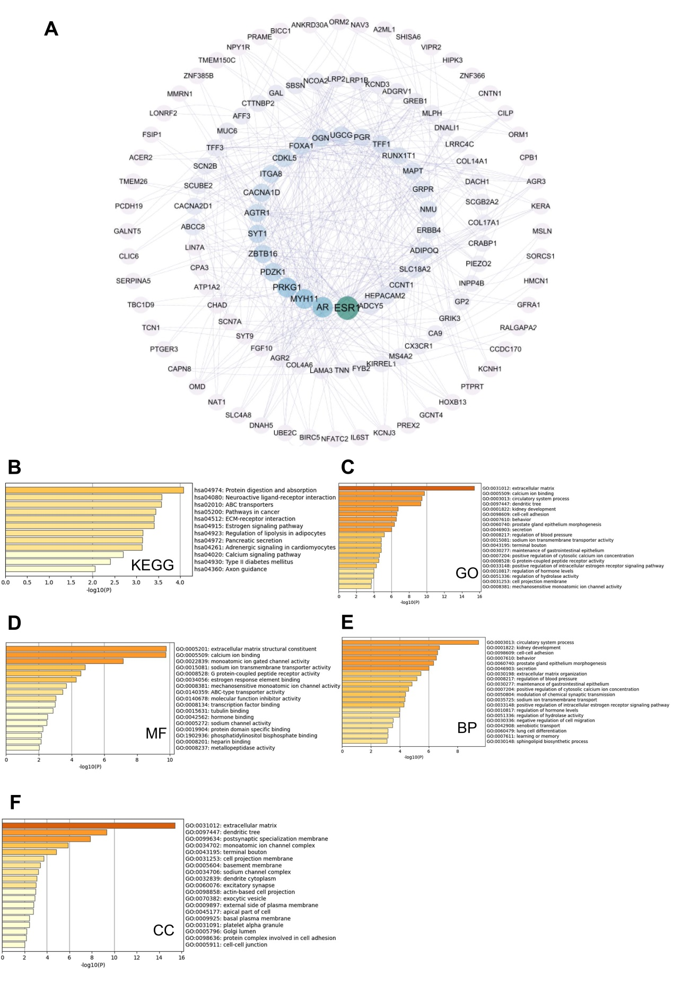 A
ANKRD30A
ORM2
NAV3
BICC1
A2ML1
PRAME
SHISA6
NPY1R
VIPR2
TMEM150C
HIPK3
ZNF385B
ZNF366
MMRN1
CNTN1
LONRF2
CILP
FSIP1
ORM1
ACER2
CPB1
TMEM26
AGR3
PCDH19
KERA
GALNT5
MSLN
CLIC6
SORCS1
SERPINA5
HMCN1
TBC1D9
GFRA1
TCN1
RALGAPA2
PTGER3
CCDC170
CAPN8
KCNH1
OMD
PTPRT
NAT1
HOXB13
SLC4A8
GCNT4
DNAH5
PREX2
UBE2C
KCNJ3
BIRC5
NFATC2
IL6ST
SBSN
NCOA2
LRP2
LRP1B
KCND3
GAL
ADGRV1
CTTNBP2
GREB1
AFF3
MLPH
MUC6
DNALI1
TFF3
LRRC4C
SCN2B
COL14A1
SCUBE2
DACH1
CACNA2D1
SCGB2A2
ABCC8
COL17A1
LIN7A
CRABP1
CPA3
PIEZO2
ATP1A2
INPP4B
CHAD
GP2
SCN7A
GRIK3
SYT9
CA9
FGF10
CX3CR1
AGR2
MS4A2
COL4A6
KIRREL1
LAMA3
TNN
FYB2
OGN
UGCG
PGR
FOXA1
TFF1
CDKL5
RUNX1T1
ITGA8
MAPT
CACNA1D
GRPR
AGTR1
NMU
SYT1
ERBB4
ZBTB16
ADIPOQ
PDZK1
SLC18A2
PRKG1
CCNT1
MYH11
HEPACAM2
AR
ESR1
ADCY5
B
hsa04974: Protein digestion and absorption
hsa04080: Neuroactive ligand-receptor interaction
hsa02010: ABC transporters
hsa05200: Pathways in cancer
hsa04512: ECM-receptor interaction
hsa04915: Estrogen signaling pathway
hsa04923: Regulation of lipolysis in adipocytes
hsa04972: Pancreatic secretion
hsa04261: Adrenergic signaling in cardiomyocytes
hsa04020: Calcium signaling pathway
hsa04930: Type II diabetes mellitus
hsa04360: Axon guidance
KEGG
0.0 0.5 1.0 1.5 2.0 2.5 3.0 3.5 4.0
-log10(P)
C
GO:0031012: extracellular matrix
GO:0005509: calcium ion binding
GO:0003013: circulatory system process
GO:0097447: dendritic tree
GO:0001822: kidney development
GO:0098609: cell-cell adhesion
GO:0007610: behavior
GO:0060740: prostate gland epithelium morphogenesis
GO:0046903: secretion
GO:0008217: regulation of blood pressure
GO:0015081: sodium ion transmembrane transporter activity
GO:0043195: terminal bouton
GO:0030277: maintenance of gastrointestinal epithelium
GO:0007204: positive regulation of cytosolic calcium ion concentration
GO:0008528: G protein-coupled peptide receptor activity
GO:0033148: positive regulation of intracellular estrogen receptor signaling pathway
GO:0010817: regulation of hormone levels
GO:0051336: regulation of hydrolase activity
GO:0031253: cell projection membrane
GO:0008381: mechanosensitive monoatomic ion channel activity
GO
0 2 4 6 8 10 12 14 16
-log10(P)
D
GO:0005201: extracellular matrix structural constituent
GO:0005509: calcium ion binding
GO:0022839: monoatomic ion gated channel activity
GO:0015081: sodium ion transmembrane transporter activity
GO:0008528: G protein-coupled peptide receptor activity
GO:0034056: estrogen response element binding
GO:0008381: mechanosensitive monoatomic ion channel activity
GO:0140359: ABC-type transporter activity
GO:0140678: molecular function inhibitor activity
GO:0008134: transcription factor binding
GO:0015631: tubulin binding
GO:0042562: hormone binding
GO:0005272: sodium channel activity
GO:0019904: protein domain specific binding
GO:1902936: phosphatidylinositol bisphosphate binding
GO:0008201: heparin binding
GO:0008237: metallopeptidase activity
MF
0 2 4 6 8 10
-log10(P)
E
GO:0003013: circulatory system process
GO:0001822: kidney development
GO:0098609: cell-cell adhesion
GO:0007610: behavior
GO:0060740: prostate gland epithelium morphogenesis
GO:0046903: secretion
GO:0030198: extracellular matrix organization
GO:0008217: regulation of blood pressure
GO:0030277: maintenance of gastrointestinal epithelium
GO:0007204: positive regulation of cytosolic calcium ion concentration
GO:0050804: modulation of chemical synaptic transmission
GO:0035725: sodium ion transmembrane transport
GO:0033148: positive regulation of intracellular estrogen receptor signaling pathway
GO:0010817: regulation of hormone levels
GO:0051336: regulation of hydrolase activity
GO:0030336: negative regulation of cell migration
GO:0042908: xenobiotic transport
GO:0060479: lung cell differentiation
GO:0007611: learning or memory
GO:0030148: sphingolipid biosynthetic process
BP
0 2 4 6 8
-log10(P)
F
GO:0031012: extracellular matrix
GO:0097447: dendritic tree
GO:0099634: postsynaptic specialization membrane
GO:0034702: monoatomic ion channel complex
GO:0043195: terminal bouton
GO:0031253: cell projection membrane
GO:0005604: basement membrane
GO:0034706: sodium channel complex
GO:0032839: dendrite cytoplasm
GO:0060076: excitatory synapse
GO:0098858: actin-based cell projection
GO:0070382: exocytic vesicle
GO:0009897: external side of plasma membrane
GO:0045177: apical part of cell
GO:0009925: basal plasma membrane
GO:0031091: platelet alpha granule
GO:0005796: Golgi lumen
GO:0098636: protein complex involved in cell adhesion
GO:0005911: cell-cell junction
CC
0 2 4 6 8 10 12 14 16
-log10(P)